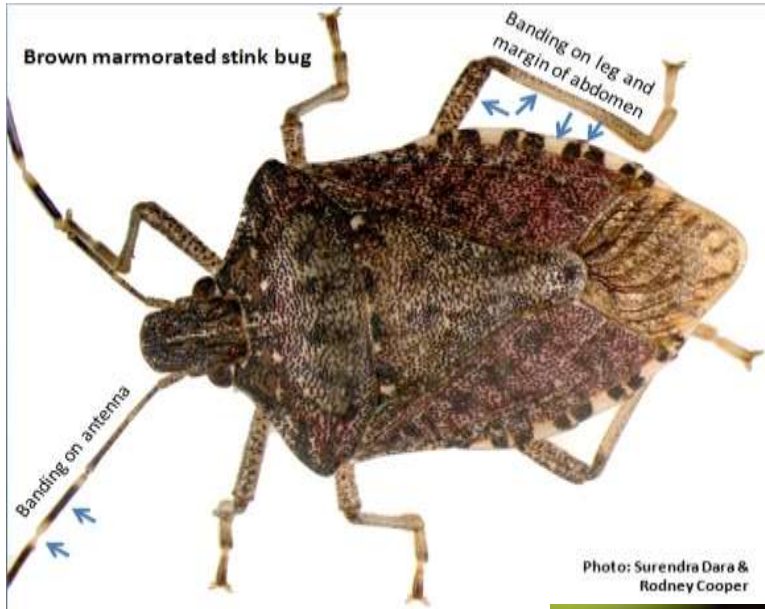 Brown marmorated stink bug
Banding on leg and
margin of abdomen
Banding on antenna
Photo: Surendra Dara &
Rodney Cooper